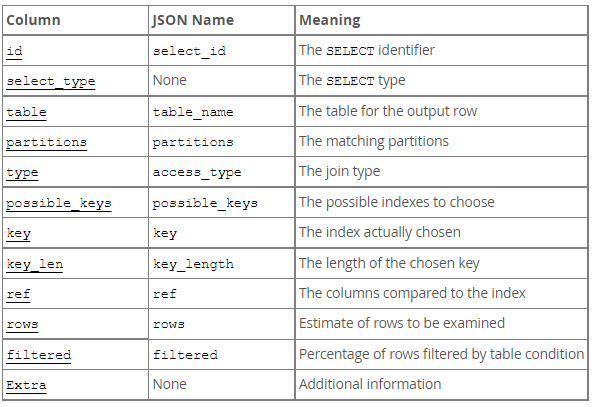 Column JSON Name Meaning
id select_id The SELECT identifier
select_type None The SELECT type
table table_name The table for the output row
partitions partitions The matching partitions
type access_type The join type
possible_keys possible_keys The possible indexes to choose
key key The index actually chosen
key_len key_length The length of the chosen key
ref ref The columns compared to the index
rows rows Estimate of rows to be examined
filtered filtered Percentage of rows filtered by table condition
Extra None Additional information